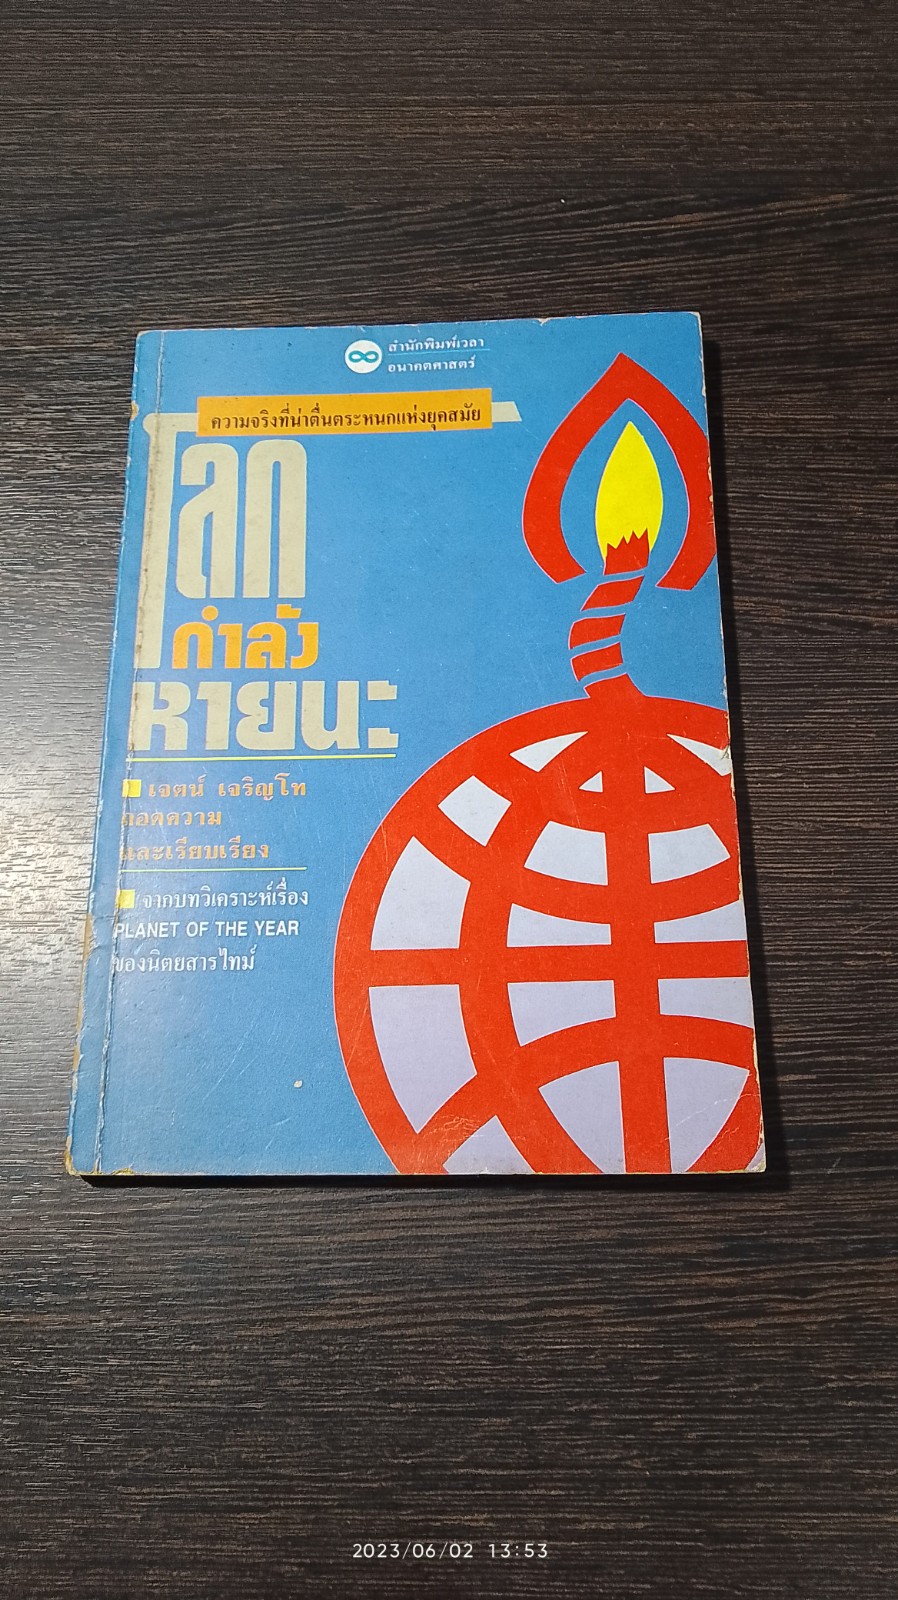 สำนักพิมพ์เวลา
อนาคตศาสตร์
ความจริงที่น่าตื่นตระหนกแห่งยุคสมัย
โลก
กำลัง
หายนะ
เจตน์ เจริญโท
ถอดความ
และเรียบเรียง
จากบทวิเคราะห์เรื่อง
PLANET OF THE YEAR
ของนิตยสารไทม์
2023/06/02 13:53